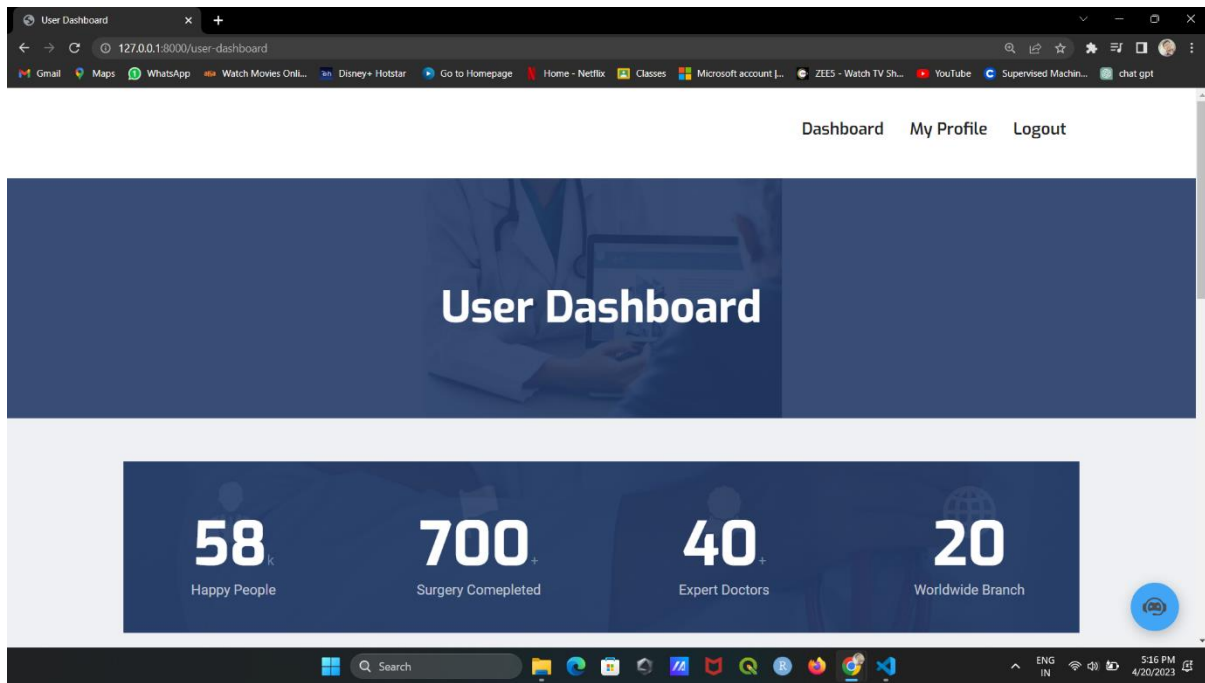 User Dashboard
127.0.0.1:8000/user-dashboard
Gmail Maps WhatsApp Watch Movies Onli... Disney+ Hotstar Go to Homepage Home - Netflix Classes Microsoft account |... ZEE5 - Watch TV Sh... YouTube Supervised Machin... chat gpt
Dashboard My Profile Logout
User Dashboard
58k 700+ 40+ 20
Happy People Surgery Comepleted Expert Doctors Worldwide Branch
Search
ENG
IN
5:16 PM
4/20/2023